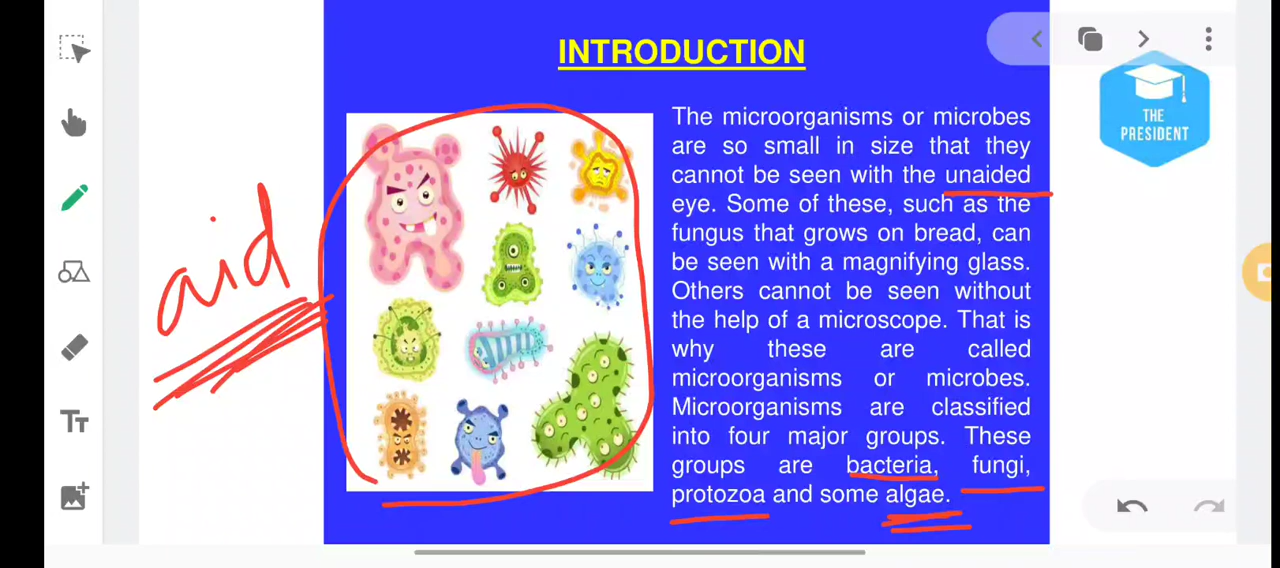 INTRODUCTION
The microorganisms or microbes
are so small in size that they
cannot be seen with the unaided
eye. Some of these, such as the
fungus that grows on bread, can
be seen with a magnifying glass.
Others cannot be seen without
the help of a microscope. That is
why these are called
microorganisms or microbes.
Microorganisms are classified
into four major groups. These
groups are bacteria, fungi,
protozoa and some algae.
aid
THE
PRESIDENT
TT